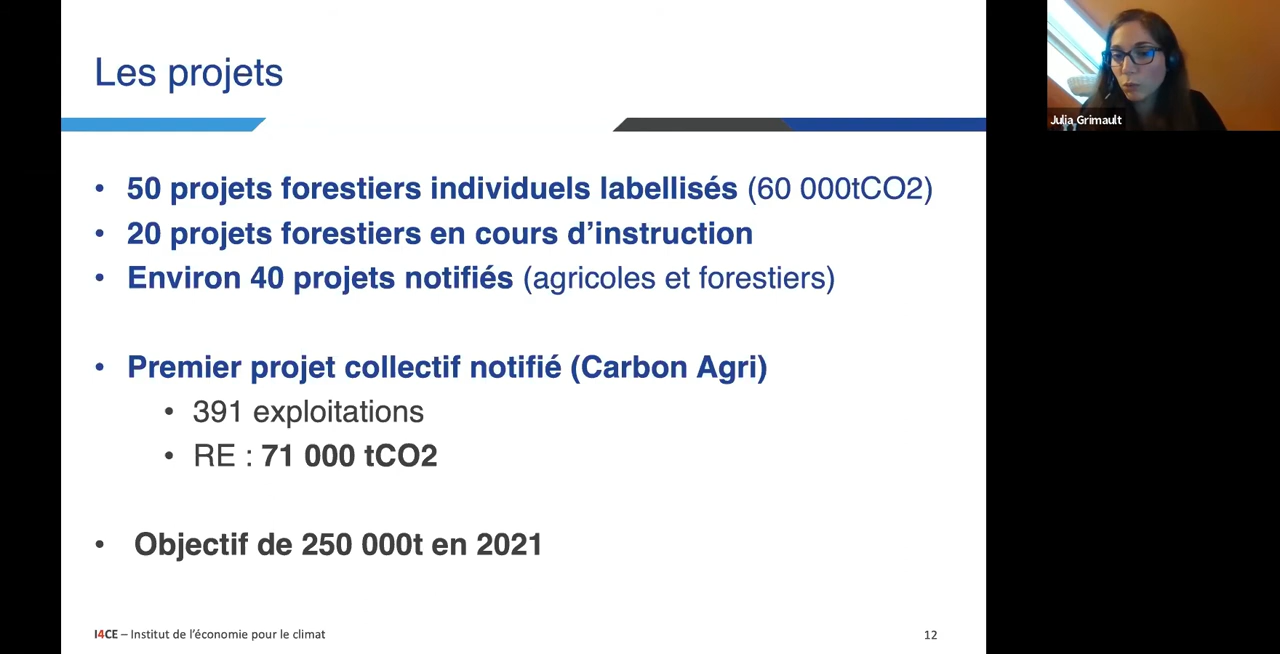 Les projets
• 50 projets forestiers individuels labellisés (60 000tCO2)
• 20 projets forestiers en cours d’instruction
• Environ 40 projets notifiés (agricoles et forestiers)
• Premier projet collectif notifié (Carbon Agri)
• 391 exploitations
• RE : 71 000 tCO2
• Objectif de 250 000t en 2021
I4CE – Institut de l’économie pour le climat
12
Julia Grimault